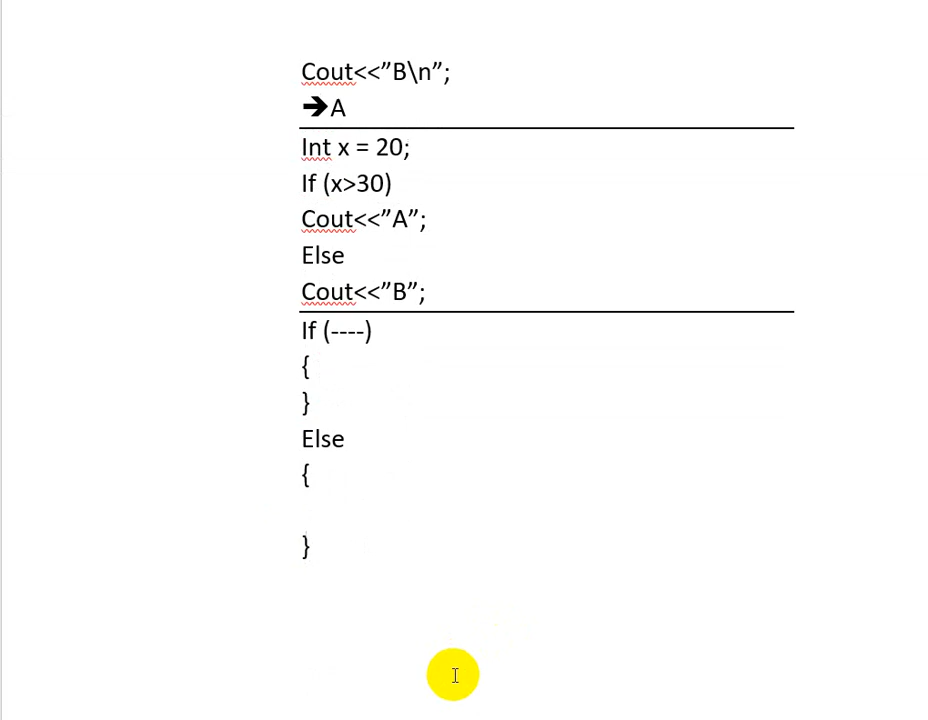 Cout<<”B\n”;
➔A
Int x = 20;
If (x>30)
Cout<<”A”;
Else
Cout<<”B”;
If (----)
{
}
Else
{
}